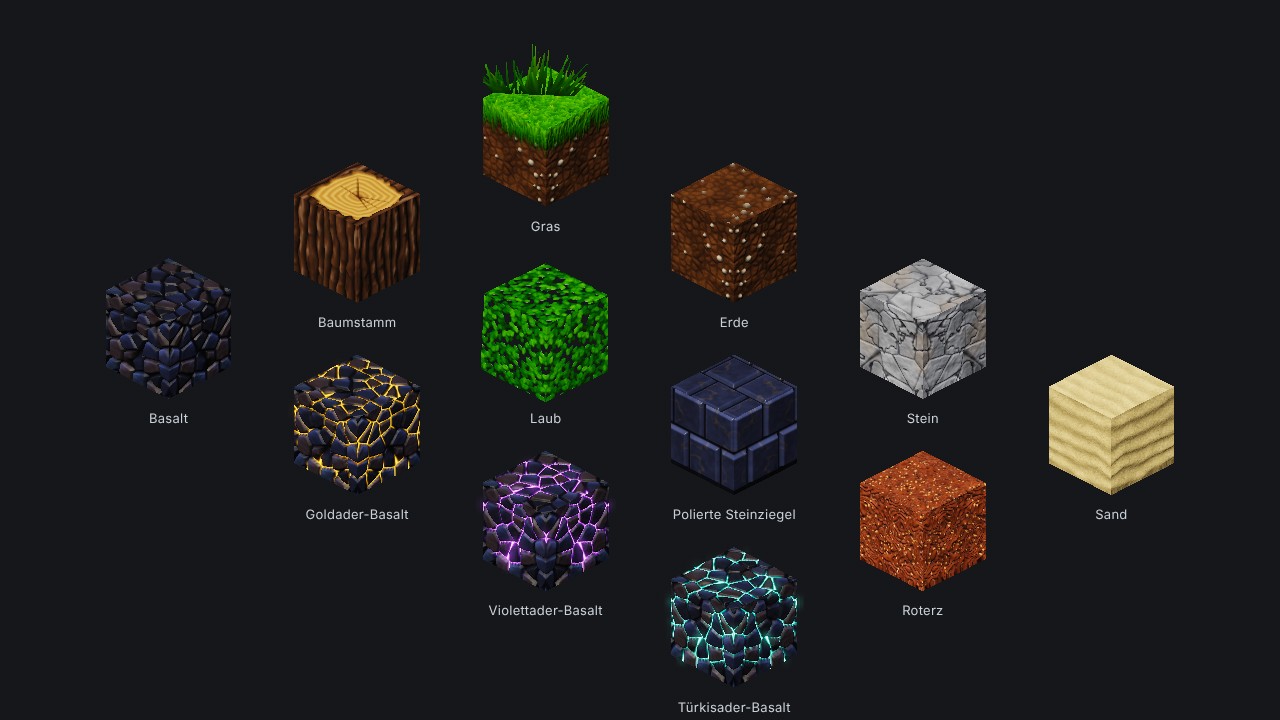 Gras
Baumstamm
Erde
Basalt
Laub
Stein
Goldader-Basalt
Polierte Steinziegel
Sand
Violettader-Basalt
Roterz
Türkisader-Basalt